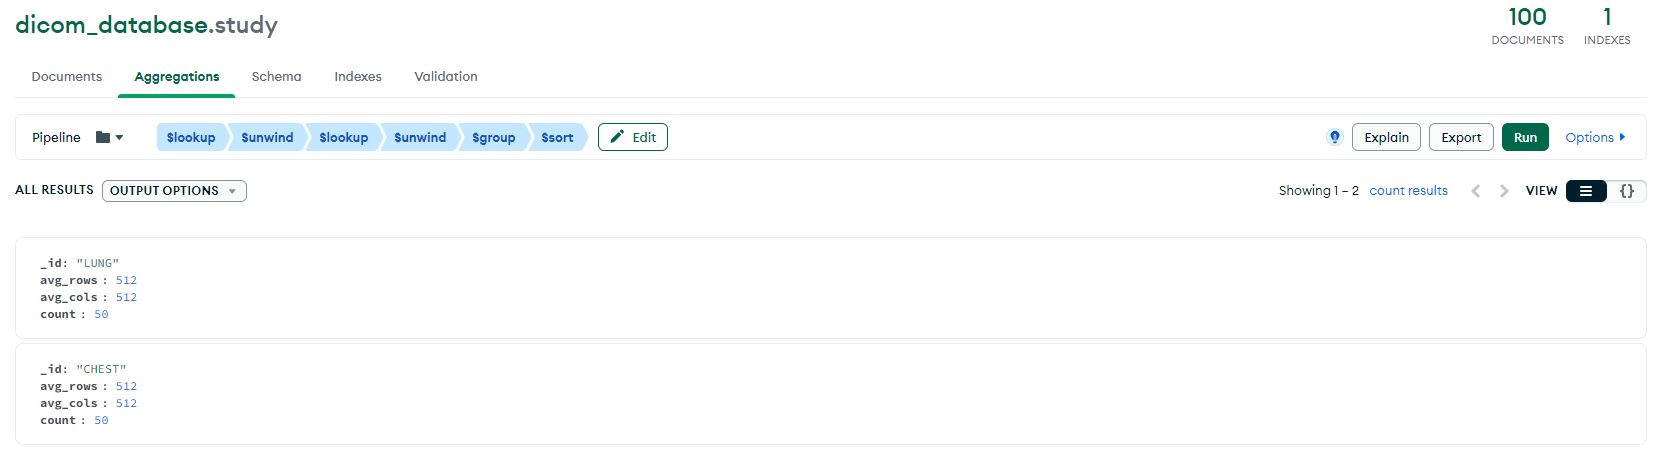 dicom_database.study
100 1
DOCUMENTS INDEXES
Documents Aggregations Schema Indexes Validation
Pipeline $lookup $unwind $lookup $unwind $group $sort Edit Explain Export Run Options
ALL RESULTS OUTPUT OPTIONS Showing 1 – 2 count results VIEW {}
_id: "LUNG"
avg_rows : 512
avg_cols : 512
count : 50
_id: "CHEST"
avg_rows : 512
avg_cols : 512
count : 50